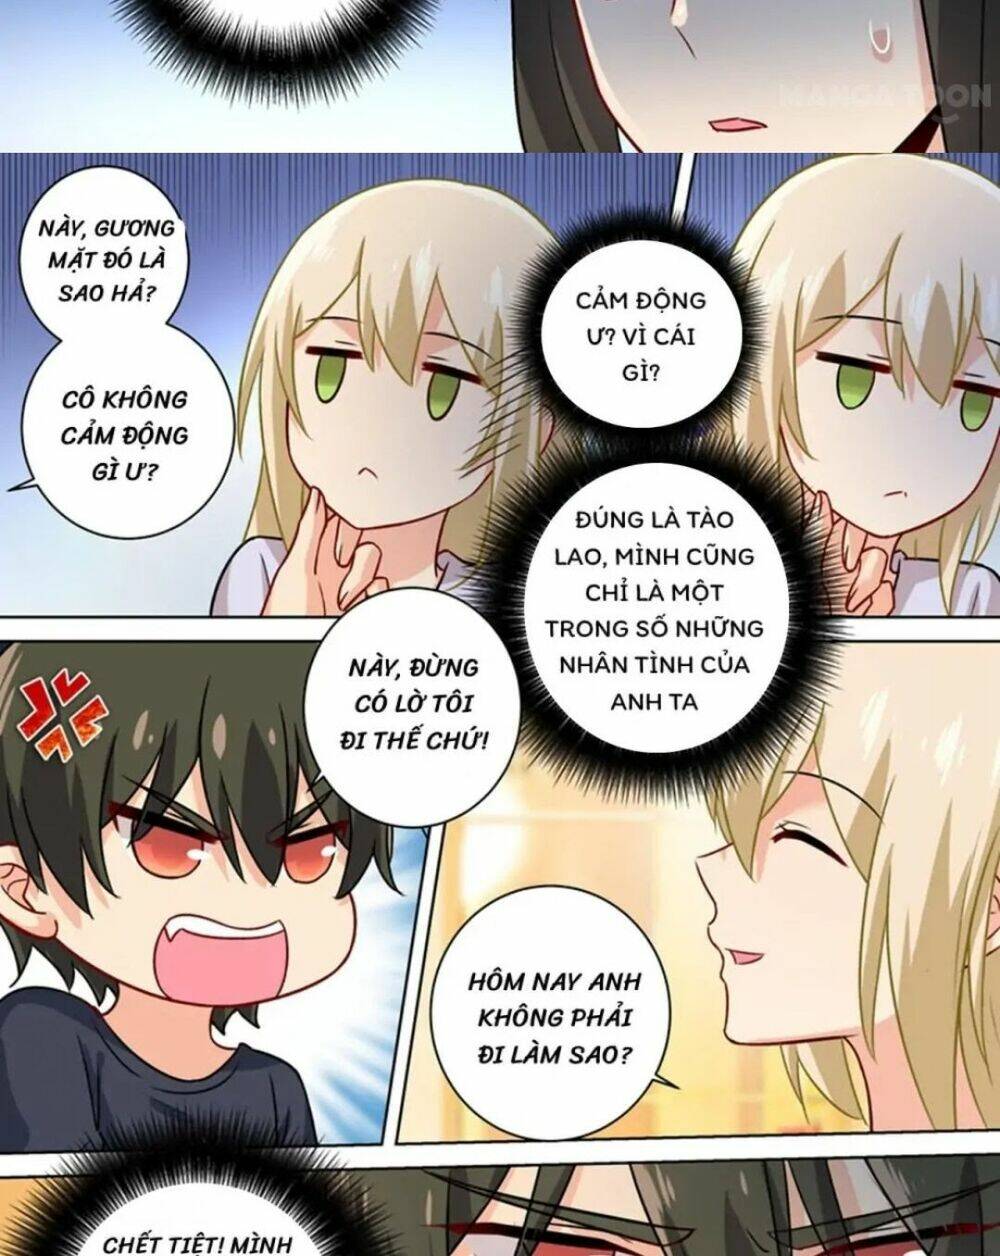 MANGATOON
NÀY, GƯƠNG
MẶT ĐÓ LÀ
SAO HẢ?
CÔ KHÔNG
CẢM ĐỘNG
GÌ Ư?
CẢM ĐỘNG
Ư? VÌ CÁI
GÌ?
ĐÚNG LÀ TÀO
LAO, MÌNH CŨNG
CHỈ LÀ MỘT
TRONG SỐ NHỮNG
NHÂN TÌNH CỦA
ANH TA
NÀY, ĐỪNG
CÓ LỜ TÔI
ĐI THẾ CHỨ!
HÔM NAY ANH
KHÔNG PHẢI
ĐI LÀM SAO?
CHẾT TIỆT! MÌNH